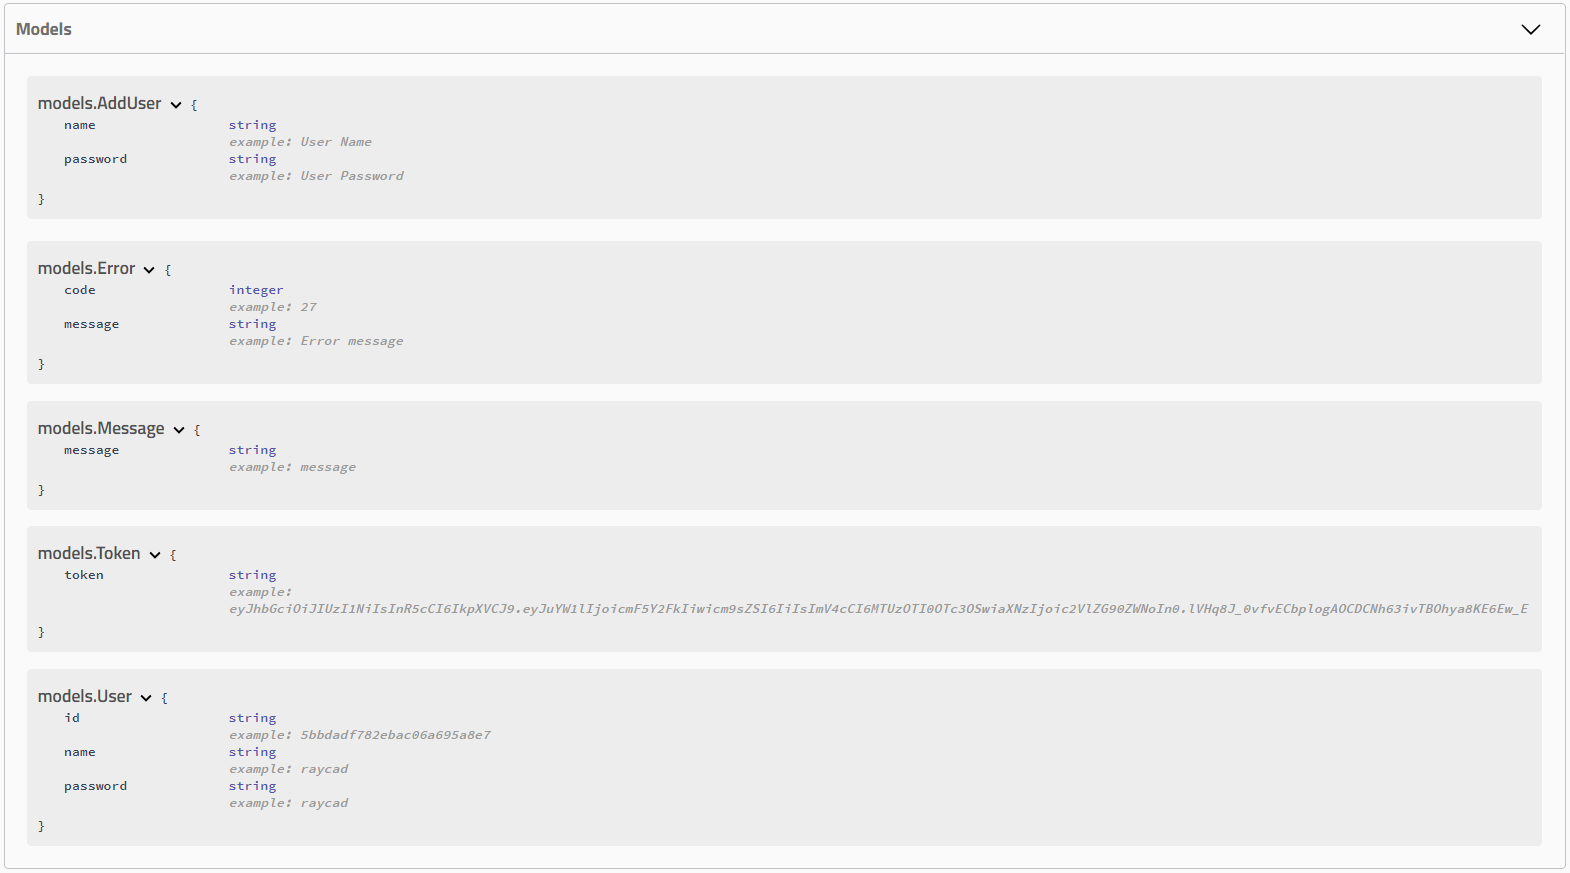 Models
models.AddUser {
name string
example: User Name
password string
example: User Password
}
models.Error {
code integer
example: 27
message string
example: Error message
}
models.Message {
message string
example: message
}
models.Token {
token string
example:
eyJhbGciOiJIUzI1NiIsInR5cCI6IkpXVCJ9.eyJuYW1lIjoicmF5Y2FkIiwicm9sZSI6IiIsImV4cCI6MTUzOTI0OTc3OSwiaXNzIjoic2VlZG90ZWNoIn0.lVHq8J_0vfvECbplogAOCDCNh63ivTBOhya8KE6Ew_E
}
models.User {
id string
example: 5bbdadf782ebac06a695a8e7
name string
example: raycad
password string
example: raycad
}